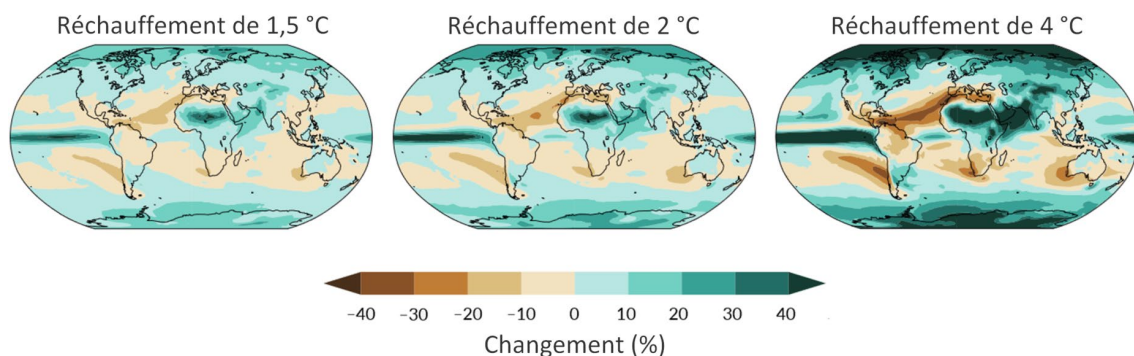 Réchauffement de 1,5 °C
Réchauffement de 2 °C
Réchauffement de 4 °C
−40 −30 −20 −10 0 10 20 30 40
Changement (%)